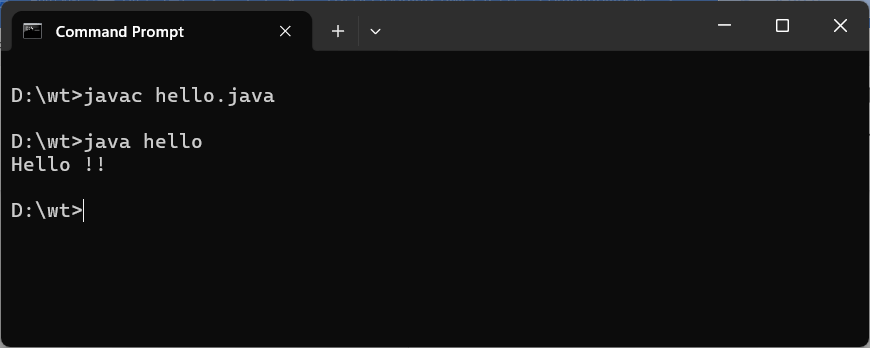 Command Prompt
D:\wt>javac hello.java
D:\wt>java hello
Hello !!
D:\wt>